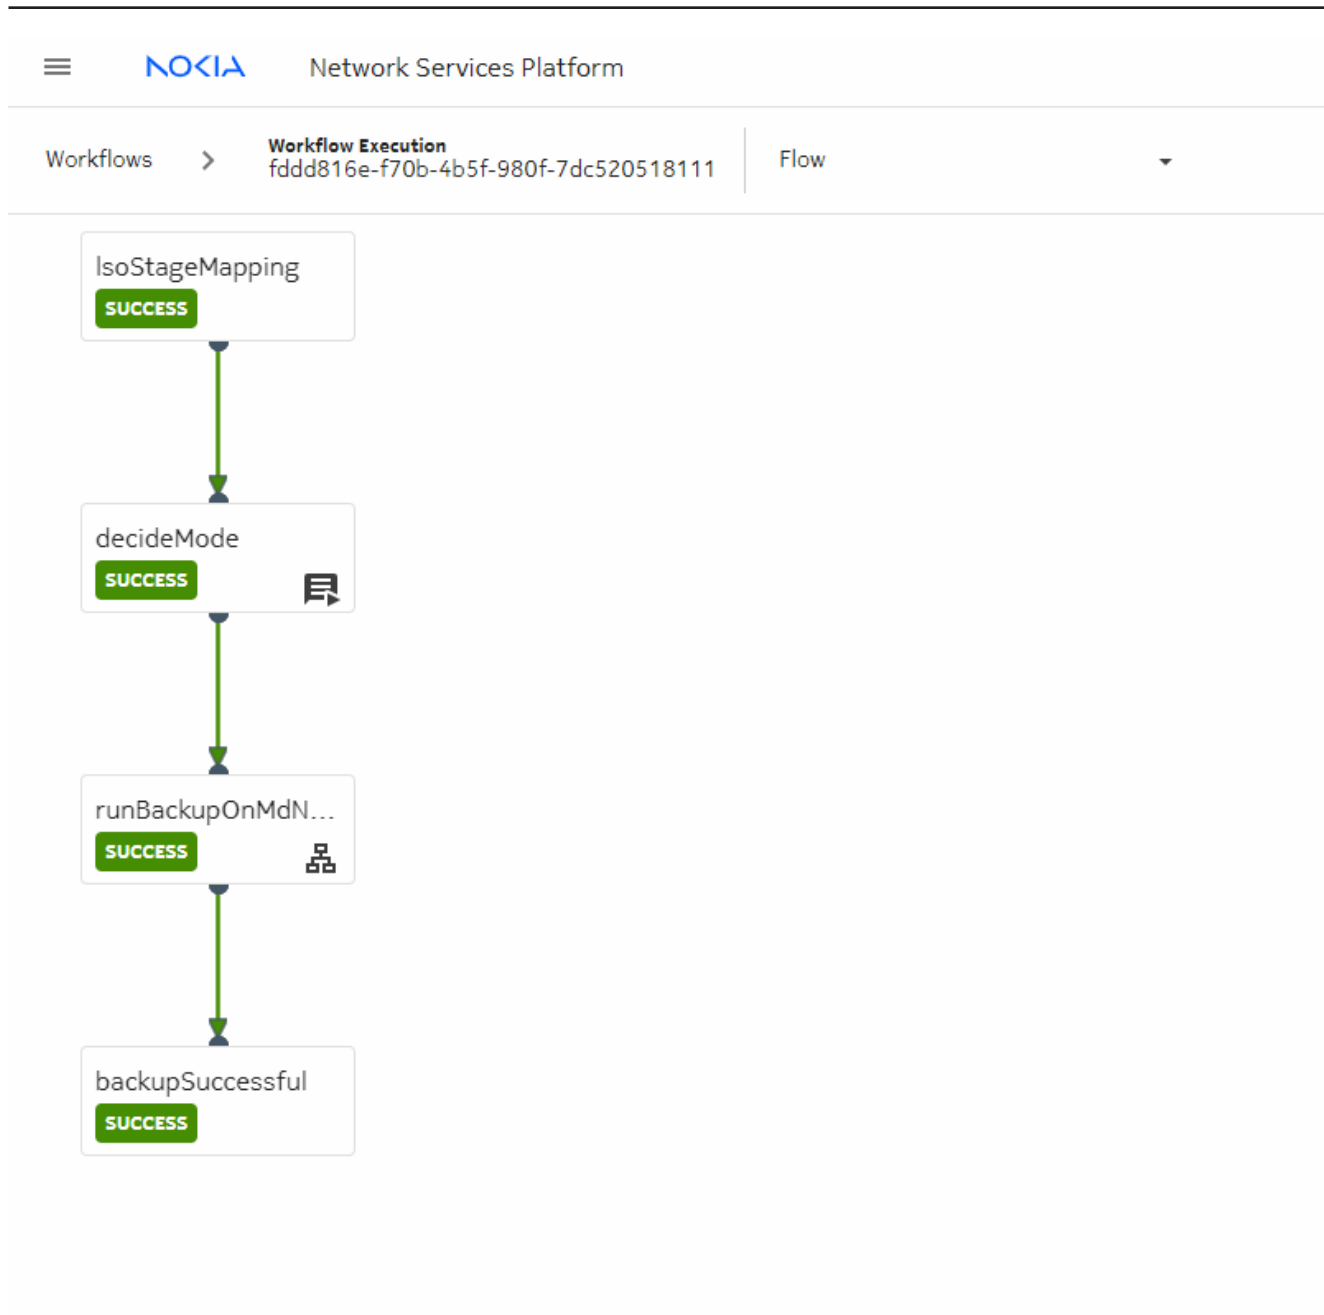 NOKIA Network Services Platform
Workflows
Workflow Execution
fddd816e-f70b-4b5f-980f-7dc520518111
Flow
lsoStageMapping
SUCCESS
decideMode
SUCCESS
runBackupOnMdN...
SUCCESS
backupSuccessful
SUCCESS